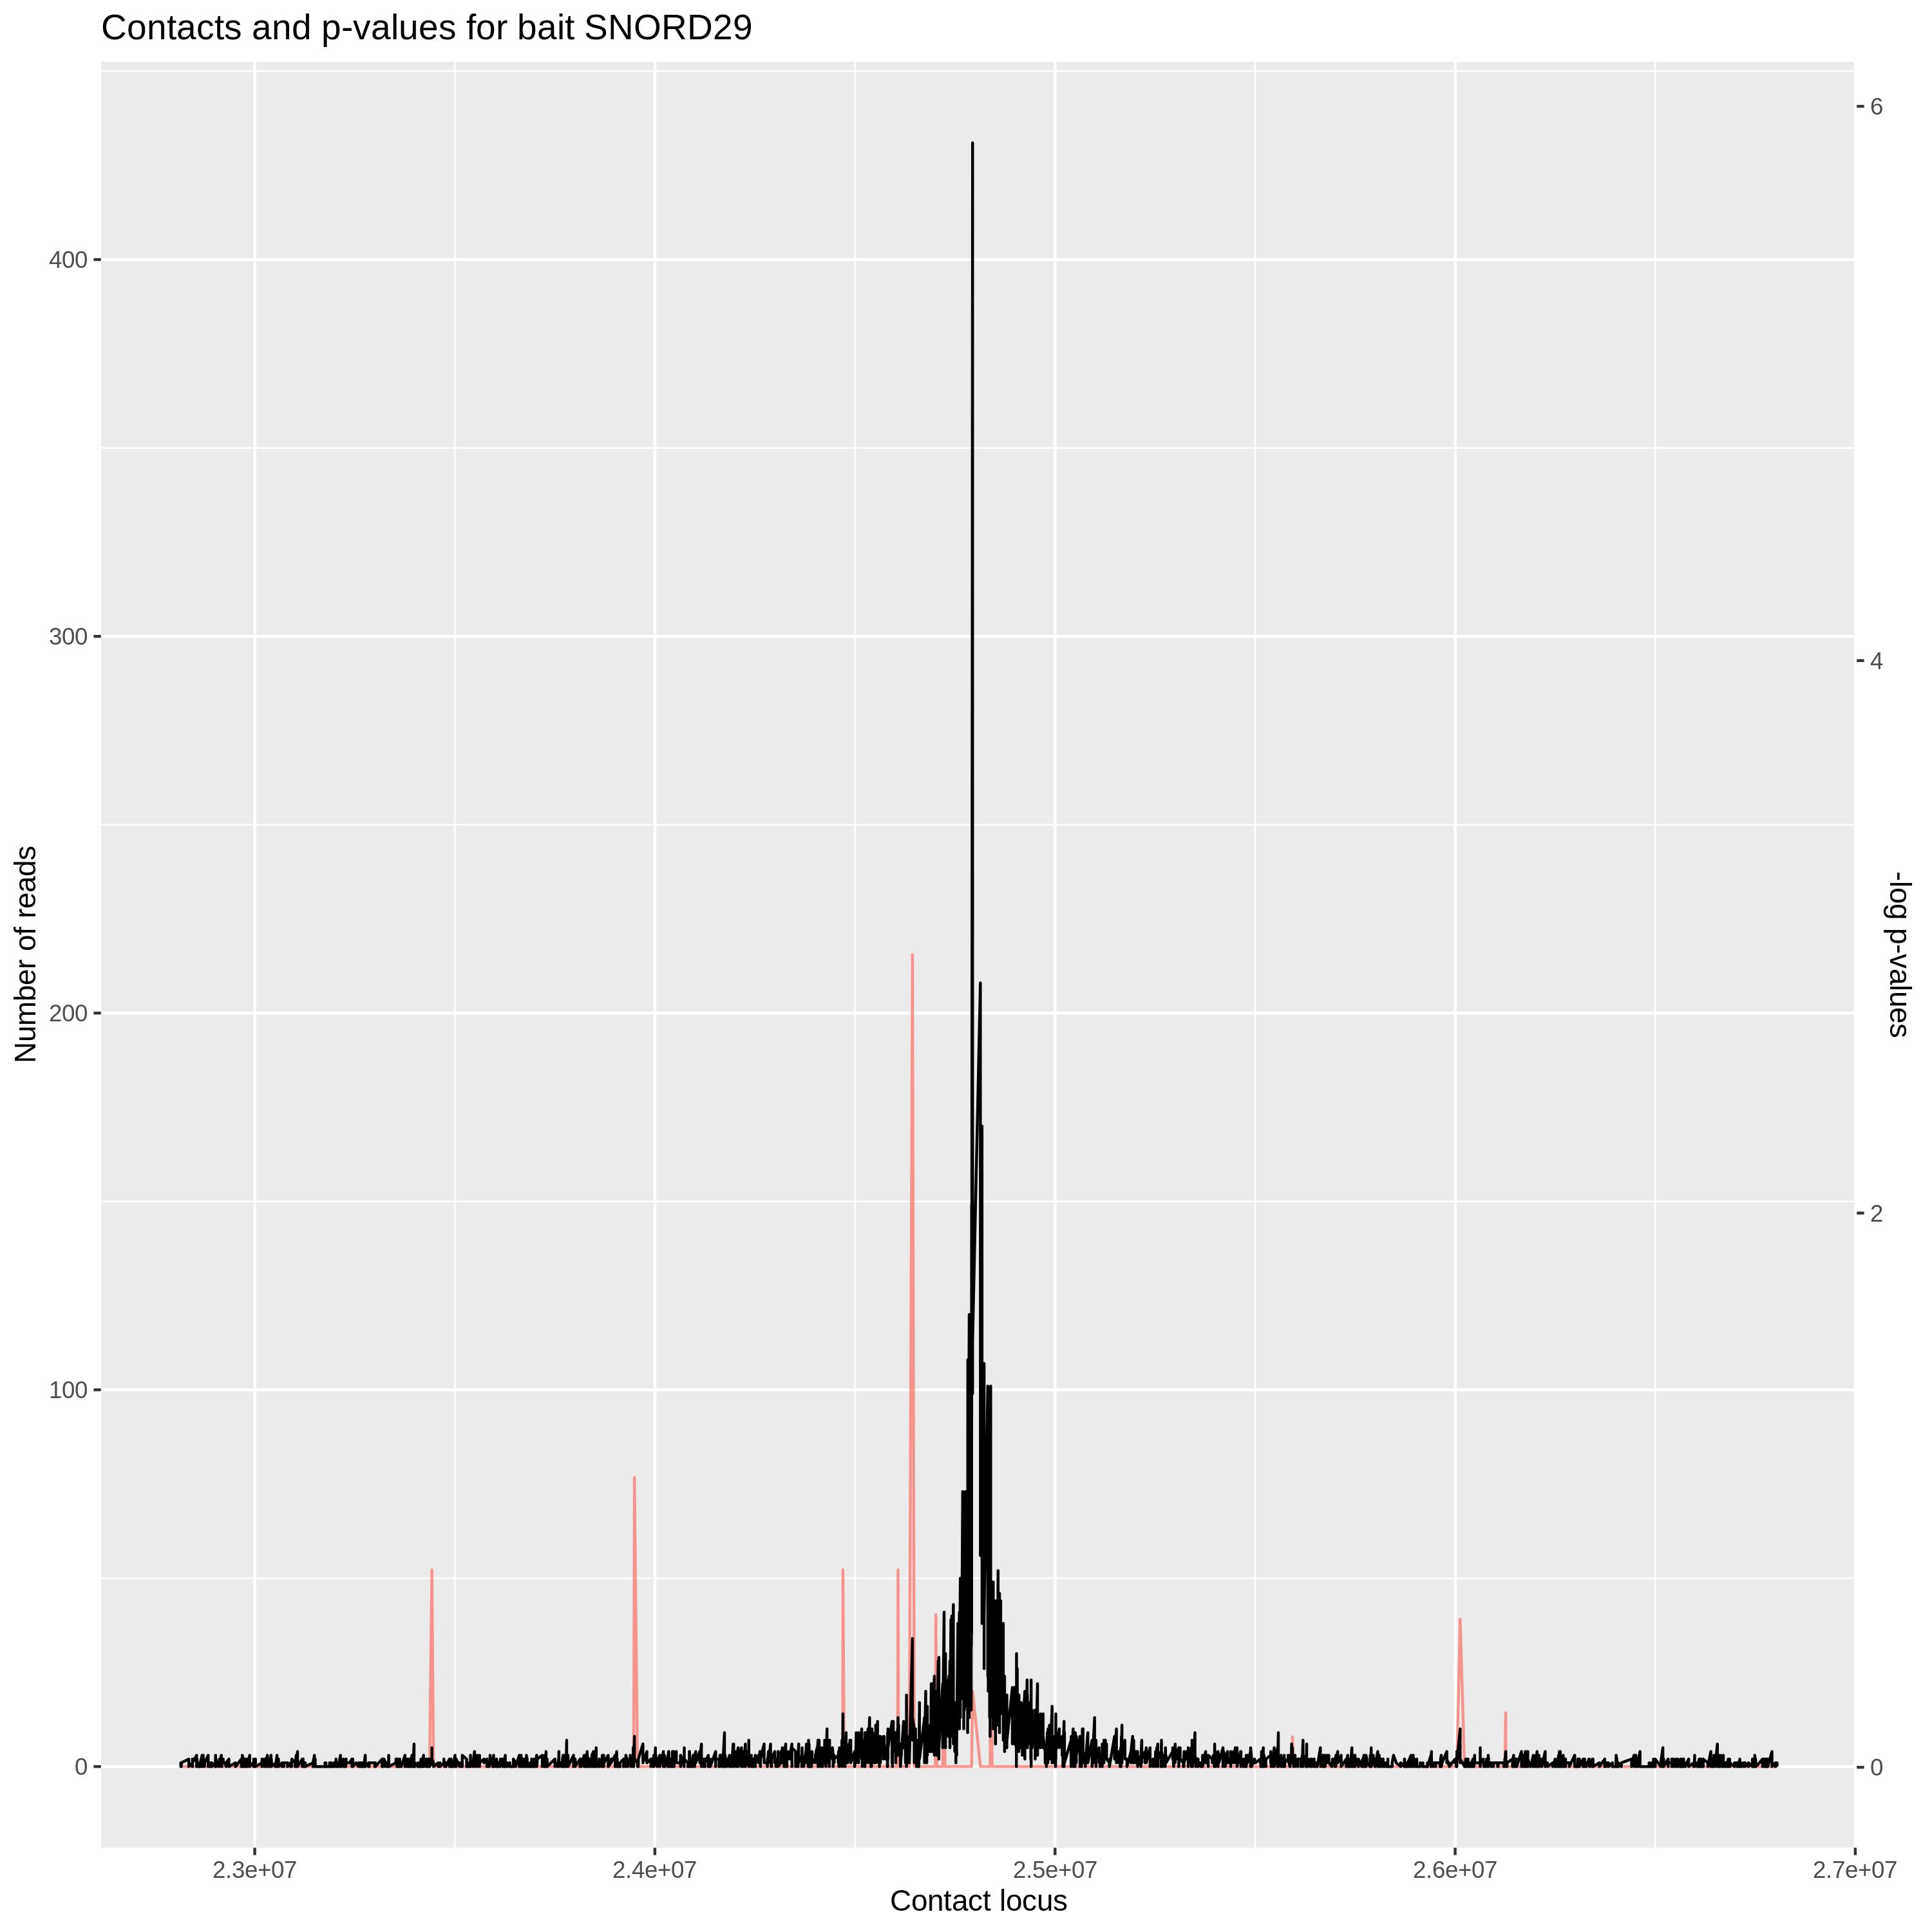 Contacts and p-values for bait SNORD29
Number of reads
400
300
200
100
0
6
4
2
0
-log p-values
2.3e+07 2.4e+07 2.5e+07 2.6e+07 2.7e+07
Contact locus